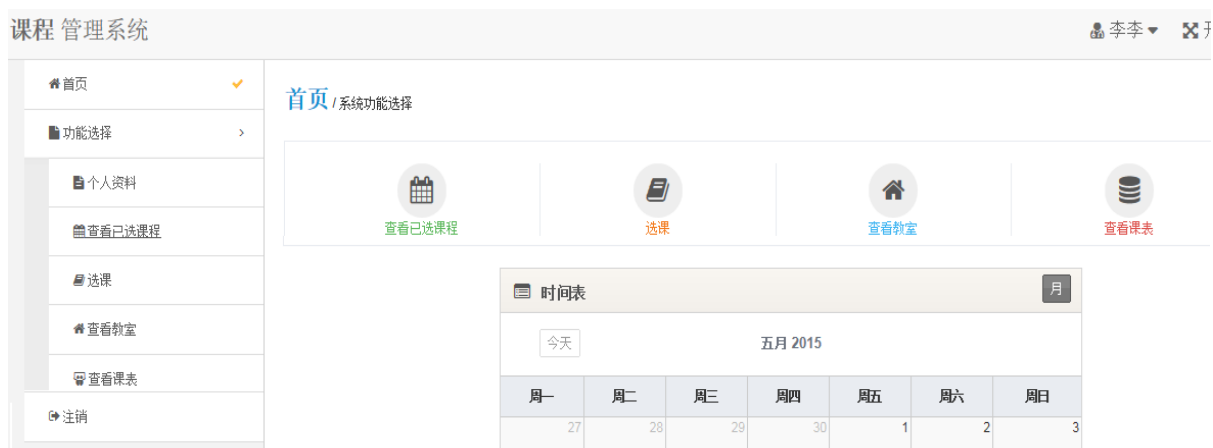 课程 管理系统
李李
开
首页
功能选择
个人资料
查看已选课程
选课
查看教室
查看课表
注销
首页 / 系统功能选择
查看已选课程
选课
查看教室
查看课表
时间表
月
今天
五月 2015
周一 周二 周三 周四 周五 周六 周日
27 28 29 30 1 2 3